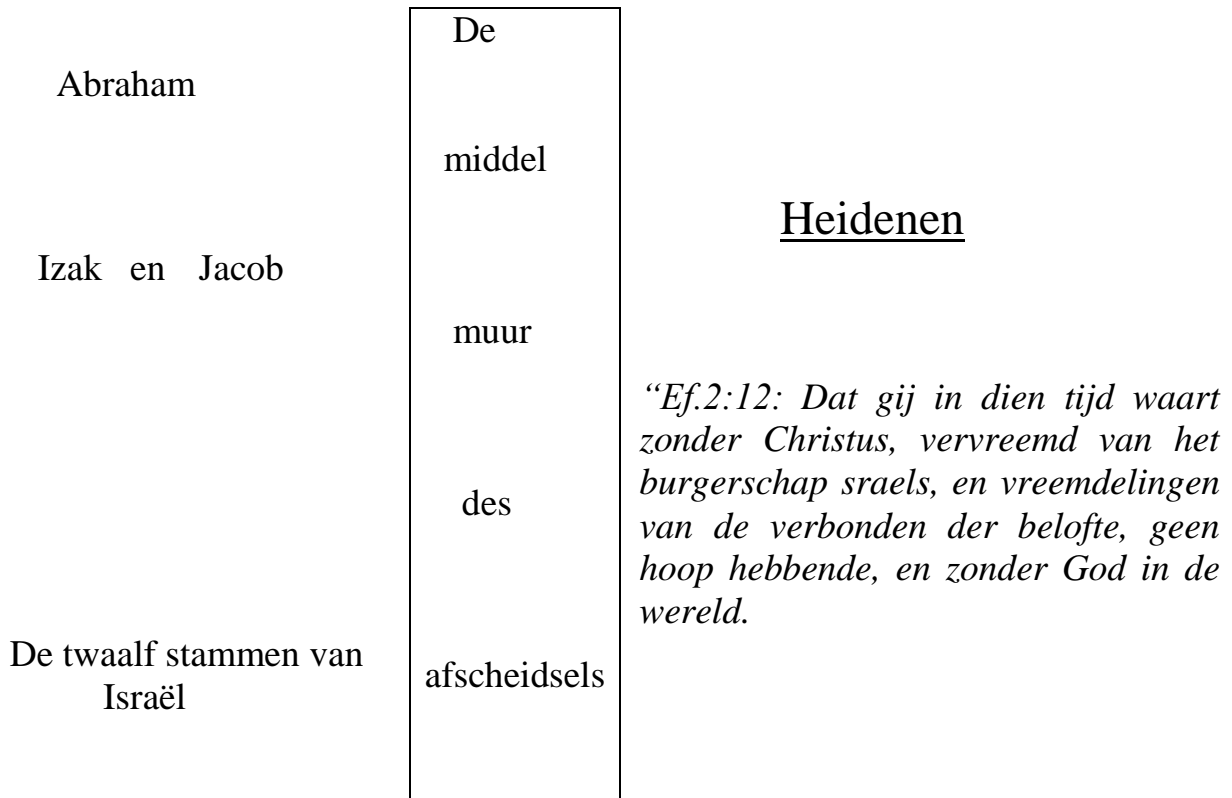 Abraham
Izak en Jacob
De twaalf stammen van
Israël
De
middel
muur
des
afscheidsels
Heidenen
“Ef.2:12: Dat gij in dien tijd waart
zonder Christus, vervreemd van het
burgerschap sraels, en vreemdelingen
van de verbonden der belofte, geen
hoop hebbende, en zonder God in de
wereld.